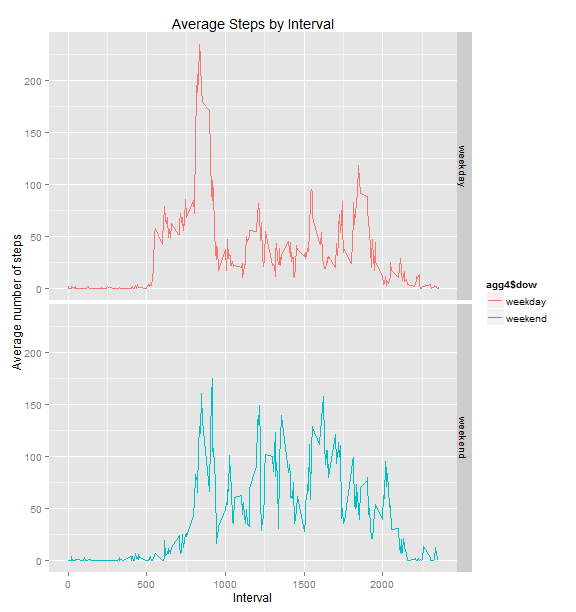 Average Steps by Interval
Average number of steps
200
150
100
50
0
weekday
200
150
100
50
0
weekend
0
500
1000
1500
2000
Interval
agg4$dow
weekday
weekend